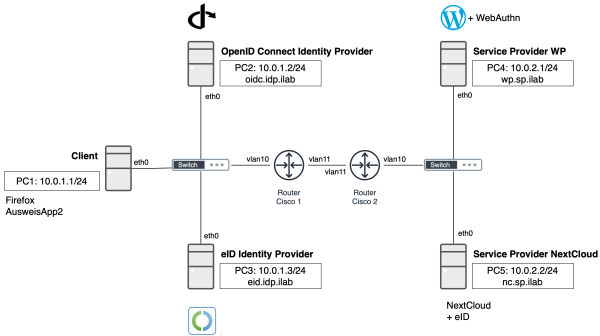 + WebAuthn
OpenID Connect Identity Provider
PC2: 10.0.1.2/24
oidc.idp.ilab
eth0
Service Provider WP
PC4: 10.0.2.1/24
wp.sp.ilab
eth0
Client
eth0
PC1: 10.0.1.1/24
Firefox
AusweisApp2
Switch
vlan10
vlan11
vlan11
vlan10
Switch
Router
Cisco 1
Router
Cisco 2
eth0
eID Identity Provider
PC3: 10.0.1.3/24
eid.idp.ilab
eth0
Service Provider NextCloud
PC5: 10.0.2.2/24
nc.sp.ilab
NextCloud
+ eID